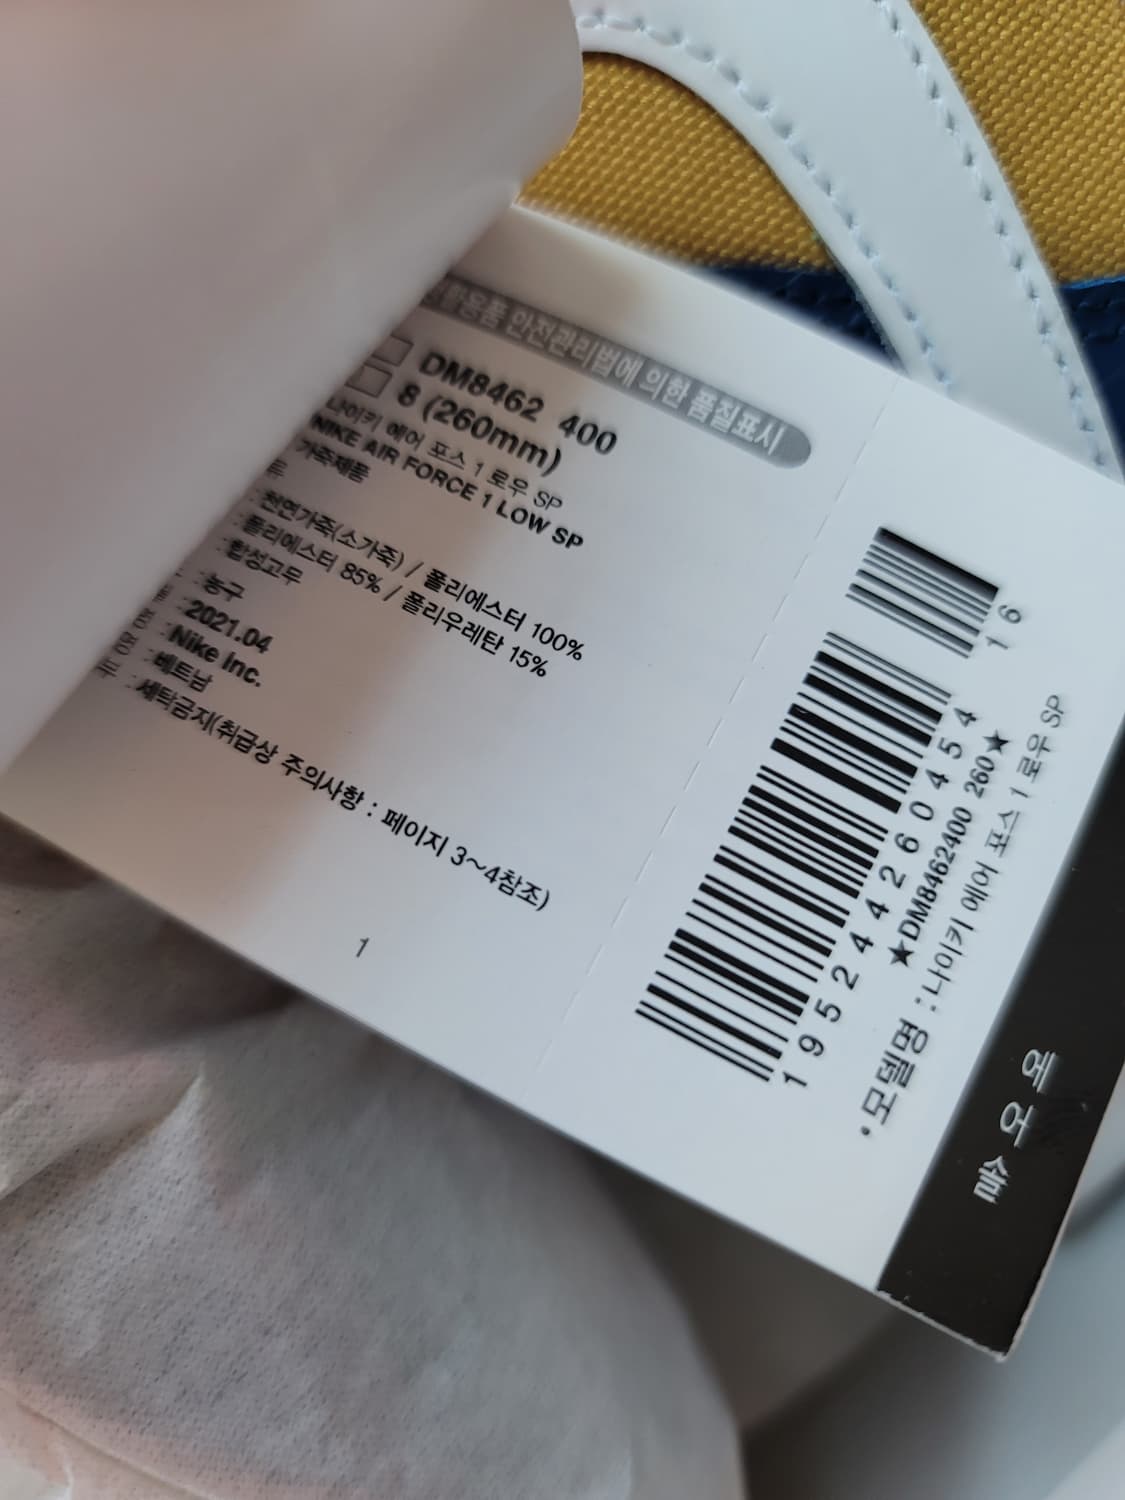 안전관리법에 의한 품질표시
DM8462 400
8 (260mm)
나이키 에어 포스 1 로우 SP
NIKE AIR FORCE 1 LOW SP
가죽제품
: 천연가죽(소가죽) / 폴리에스터 100%
: 폴리에스터 85% / 폴리우레탄 15%
: 합성고무
: 농구
: 2021.04
: Nike Inc.
: 베트남
: 세탁금지(취급상 주의사항 : 페이지 3~4참조)
1
16
195244260454
★DM8462400 260★
·모델명 : 나이키 에어 포스 1 로우 SP
에어솔